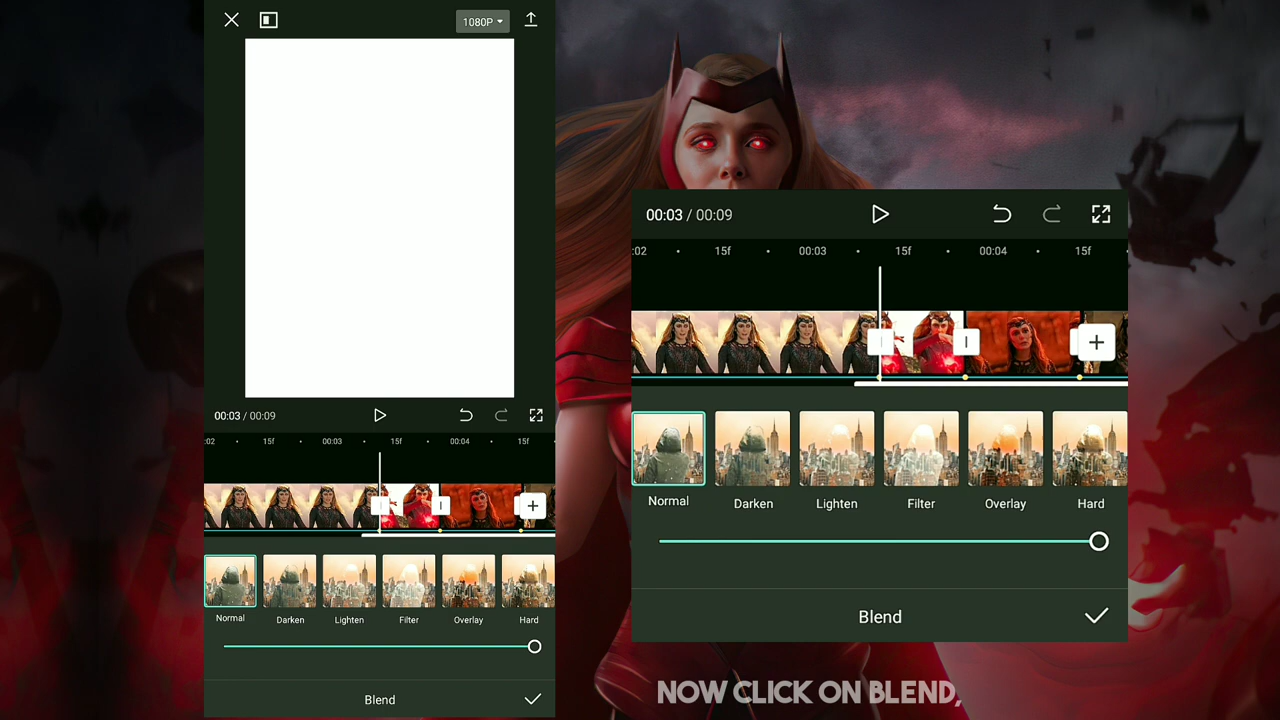 1080P
00:03 / 00:09
:02 15f 00:03 15f 00:04 15f
Normal Darken Lighten Filter Overlay Hard
Blend
00:03 / 00:09
:02 15f 00:03 15f 00:04 15f
Normal Darken Lighten Filter Overlay Hard
Blend
NOW CLICK ON BLEND,